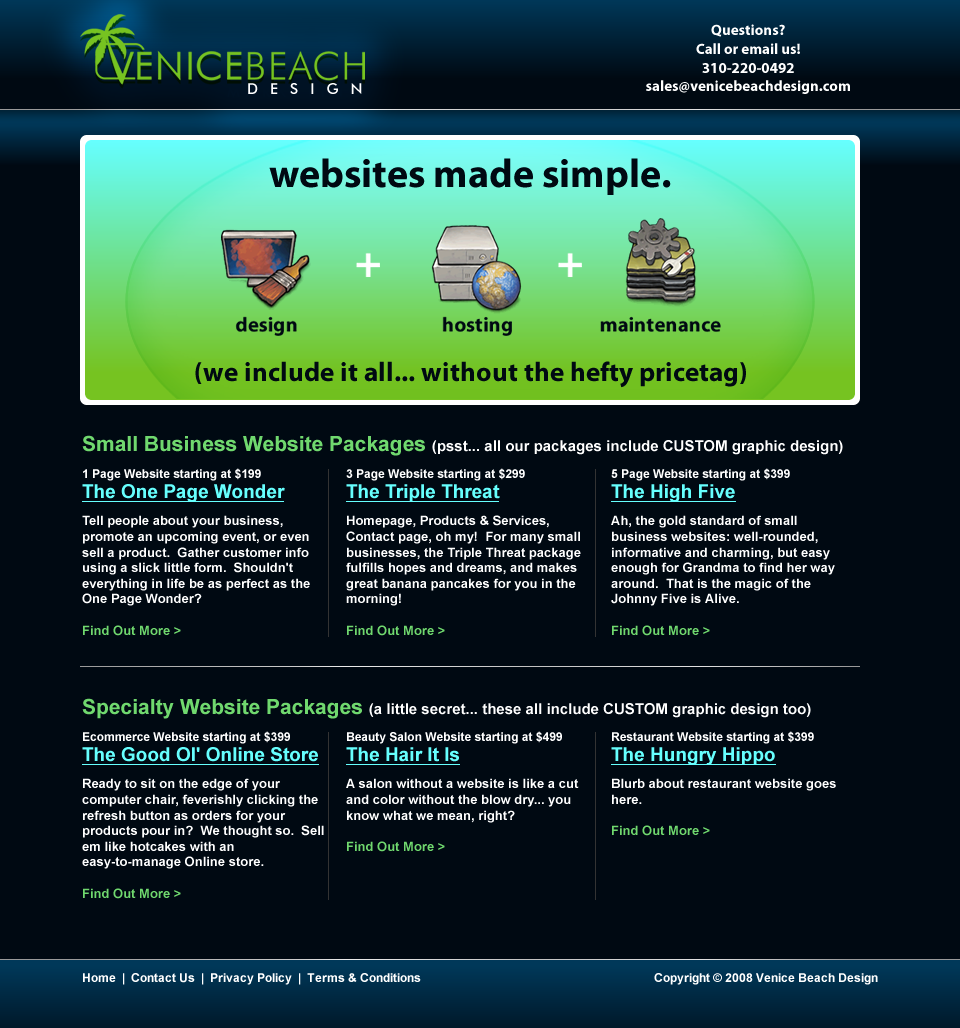 VENICEBEACH
DESIGN
Questions?
Call or email us!
310-220-0492
sales@venicebeachdesign.com
websites made simple.
+ +
design hosting maintenance
(we include it all... without the hefty pricetag)
Small Business Website Packages (psst... all our packages include CUSTOM graphic design)
1 Page Website starting at $199
The One Page Wonder
Tell people about your business,
promote an upcoming event, or even
sell a product.  Gather customer info
using a slick little form.  Shouldn't
everything in life be as perfect as the
One Page Wonder?
Find Out More >
3 Page Website starting at $299
The Triple Threat
Homepage, Products & Services,
Contact page, oh my!  For many small
businesses, the Triple Threat package
fulfills hopes and dreams, and makes
great banana pancakes for you in the
morning!
Find Out More >
5 Page Website starting at $399
The High Five
Ah, the gold standard of small
business websites: well-rounded,
informative and charming, but easy
enough for Grandma to find her way
around.  That is the magic of the
Johnny Five is Alive.
Find Out More >
Specialty Website Packages (a little secret... these all include CUSTOM graphic design too)
Ecommerce Website starting at $399
The Good Ol' Online Store
Ready to sit on the edge of your
computer chair, feverishly clicking the
refresh button as orders for your
products pour in?  We thought so.  Sell
em like hotcakes with an
easy-to-manage Online store.
Find Out More >
Beauty Salon Website starting at $499
The Hair It Is
A salon without a website is like a cut
and color without the blow dry... you
know what we mean, right?
Find Out More >
Restaurant Website starting at $399
The Hungry Hippo
Blurb about restaurant website goes
here.
Find Out More >
Home | Contact Us | Privacy Policy | Terms & Conditions
Copyright © 2008 Venice Beach Design